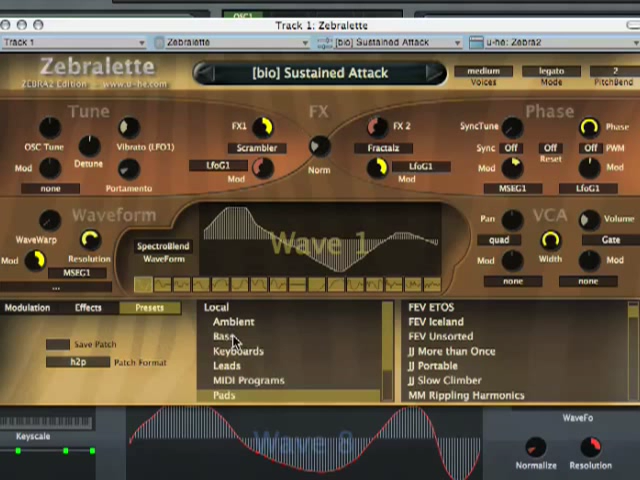 OSC1
Track 1: Zebralette
Track 1 Zebralette [bio] Sustained Attack u-he: Zebra2
Zebralette
ZEBRA2 Edition - www.u-he.com
[bio] Sustained Attack
medium legato 2
Voices Mode PitchBend
Tune FX Phase
OSC Tune Vibrato (LFO1) FX1 FX 2 SyncTune Phase
Scrambler Fractalz Sync Off Off Off PWM
Detune Reset
Mod LfoG1 LfoG1 Mod Mod
none Portamento Mod Norm Mod MSEG1 LfoG1
Waveform Wave 1 VCA
Pan Volume
WaveWarp SpectroBlend quad Gate
Resolution WaveForm Width
Mod MSEG1 Mod Mod
... none none
Modulation Effects Presets
Save Patch
h2p Patch Format
Local
Ambient
Bass
Keyboards
Leads
MIDI Programs
Pads
FEV ETOS
FEV Iceland
FEV Unsorted
JJ More than Once
JJ Portable
JJ Slow Climber
MM Rippling Harmonics
Keyscale
Wave 8
WaveFo
Normalize Resolution